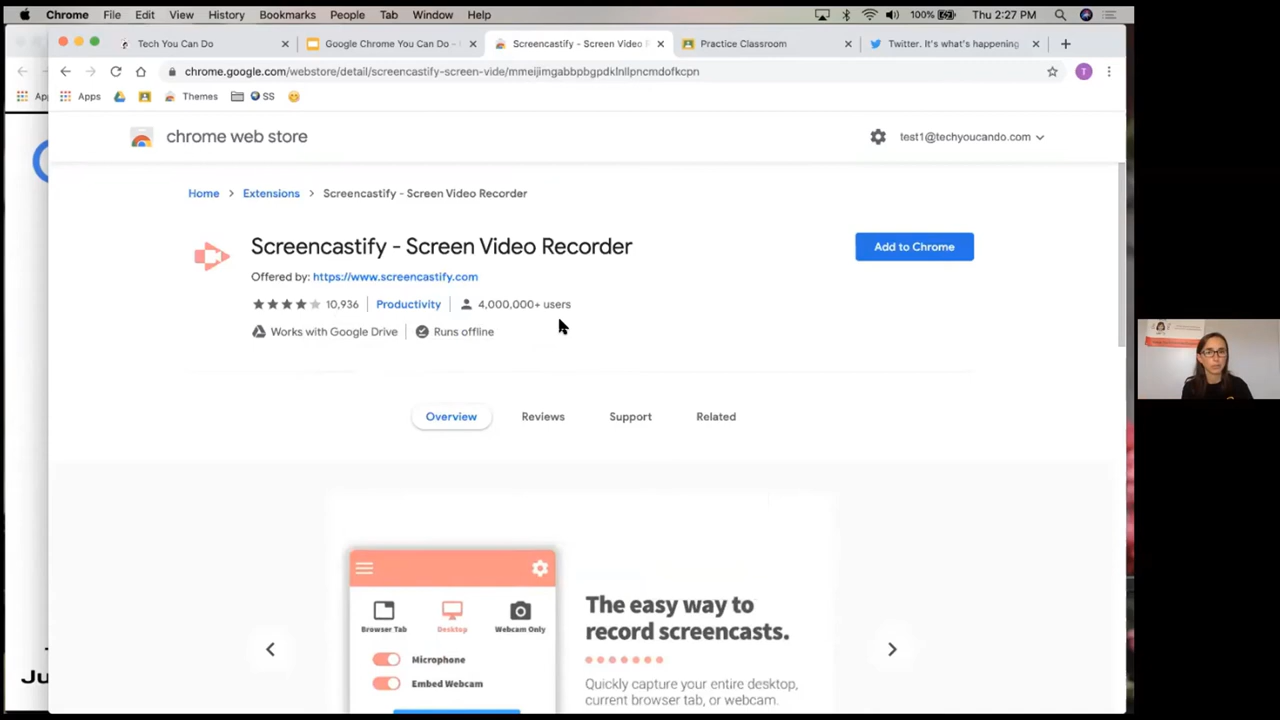 Chrome File Edit View History Bookmarks People Tab Window Help 100% Thu 2:27 PM
Tech You Can Do Google Chrome You Can Do - Screencastify - Screen Video R Practice Classroom Twitter. It's what's happening
chrome.google.com/webstore/detail/screencastify-screen-vide/mmeijimgabbpbgpdklnllpncmdofkcpn T
Apps Themes SS
chrome web store test1@techyoucando.com
Home > Extensions > Screencastify - Screen Video Recorder
Screencastify - Screen Video Recorder Add to Chrome
Offered by: https://www.screencastify.com
10,936 Productivity 4,000,000+ users
Works with Google Drive Runs offline
Overview Reviews Support Related
The easy way to
record screencasts.
Browser Tab Desktop Webcam Only
Microphone
Embed Webcam
Quickly capture your entire desktop,
current browser tab, or webcam.
Ju